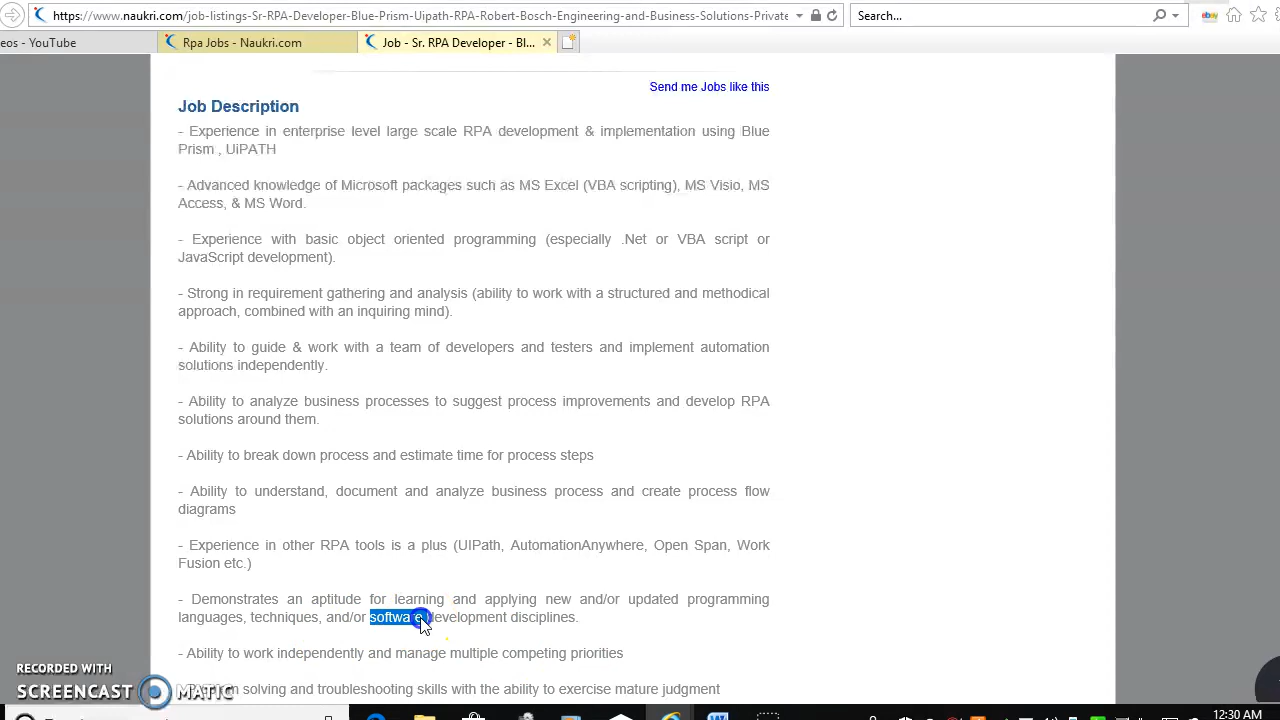 https://www.naukri.com/job-listings-Sr-RPA-Developer-Blue-Prism-Uipath-RPA-Robert-Bosch-Engineering-and-Business-Solutions-Private
Search...
ebay
eos - YouTube
Rpa Jobs - Naukri.com
Job - Sr. RPA Developer - Bl...
Send me Jobs like this
Job Description
- Experience in enterprise level large scale RPA development & implementation using Blue
Prism , UiPATH
- Advanced knowledge of Microsoft packages such as MS Excel (VBA scripting), MS Visio, MS
Access, & MS Word.
- Experience with basic object oriented programming (especially .Net or VBA script or
JavaScript development).
- Strong in requirement gathering and analysis (ability to work with a structured and methodical
approach, combined with an inquiring mind).
- Ability to guide & work with a team of developers and testers and implement automation
solutions independently.
- Ability to analyze business processes to suggest process improvements and develop RPA
solutions around them.
- Ability to break down process and estimate time for process steps
- Ability to understand, document and analyze business process and create process flow
diagrams
- Experience in other RPA tools is a plus (UIPath, AutomationAnywhere, Open Span, Work
Fusion etc.)
- Demonstrates an aptitude for learning and applying new and/or updated programming
languages, techniques, and/or software development disciplines.
- Ability to work independently and manage multiple competing priorities
solving and troubleshooting skills with the ability to exercise mature judgment
RECORDED WITH
SCREENCAST MATIC
12:30 AM